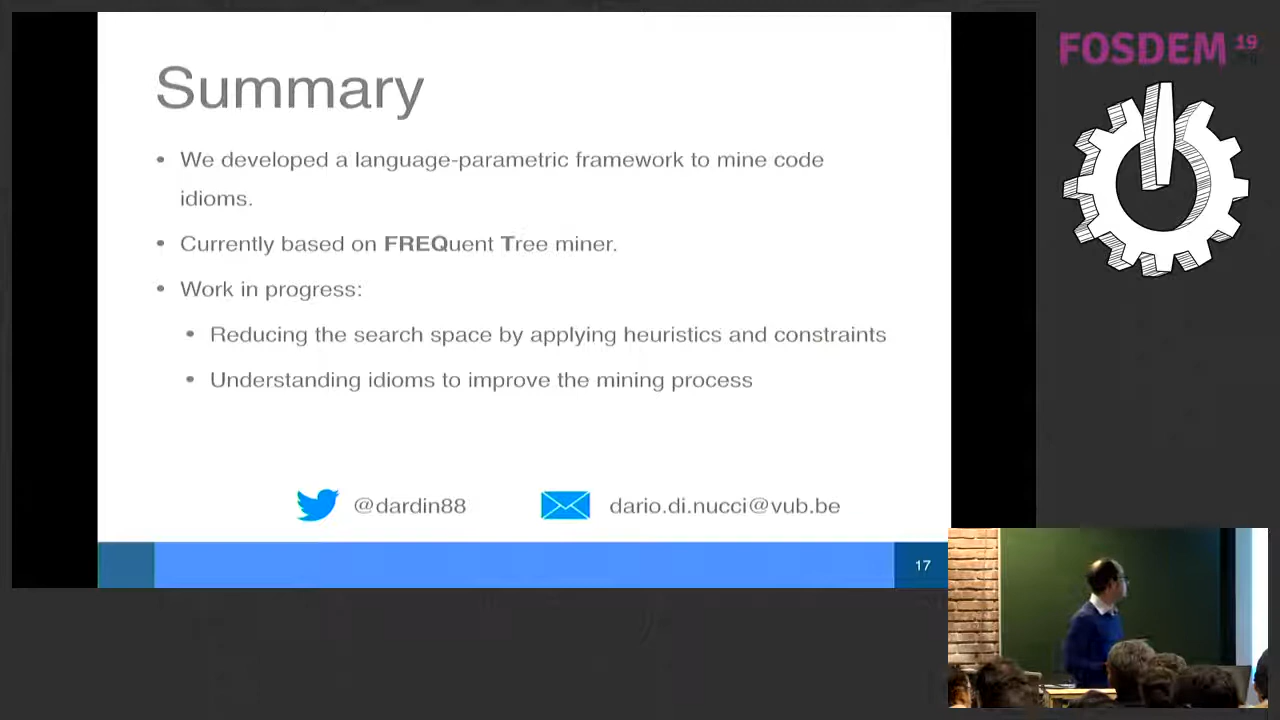 FOSDEM 19
Summary
• We developed a language-parametric framework to mine code
idioms.
• Currently based on FREQuent Tree miner.
• Work in progress:
• Reducing the search space by applying heuristics and constraints
• Understanding idioms to improve the mining process
@dardin88
dario.di.nucci@vub.be
17